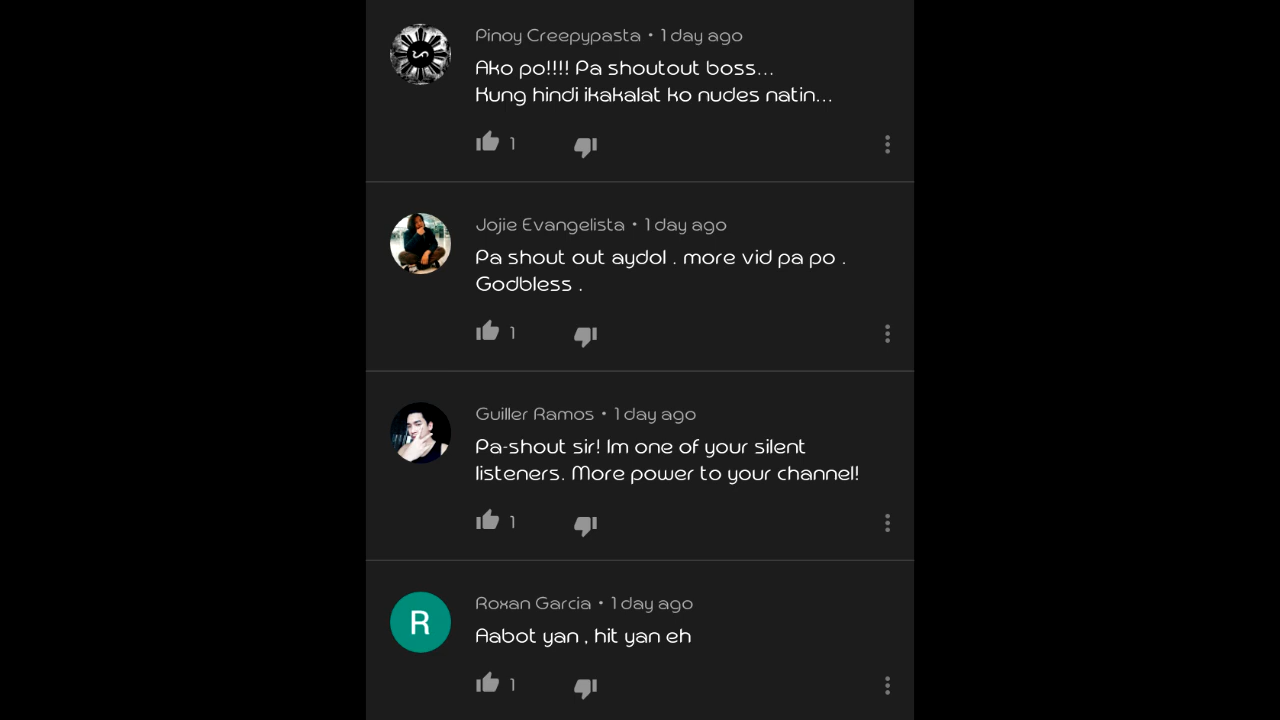 Pinoy Creepypasta • 1 day ago
Ako po!!!! Pa shoutout boss...
Kung hindi ikakalat ko nudes natin...
1
Jojie Evangelista • 1 day ago
Pa shout out aydol . more vid pa po .
Godbless .
1
Guiller Ramos • 1 day ago
Pa-shout sir! Im one of your silent
listeners. More power to your channel!
1
R
Roxan Garcia • 1 day ago
Aabot yan , hit yan eh
1